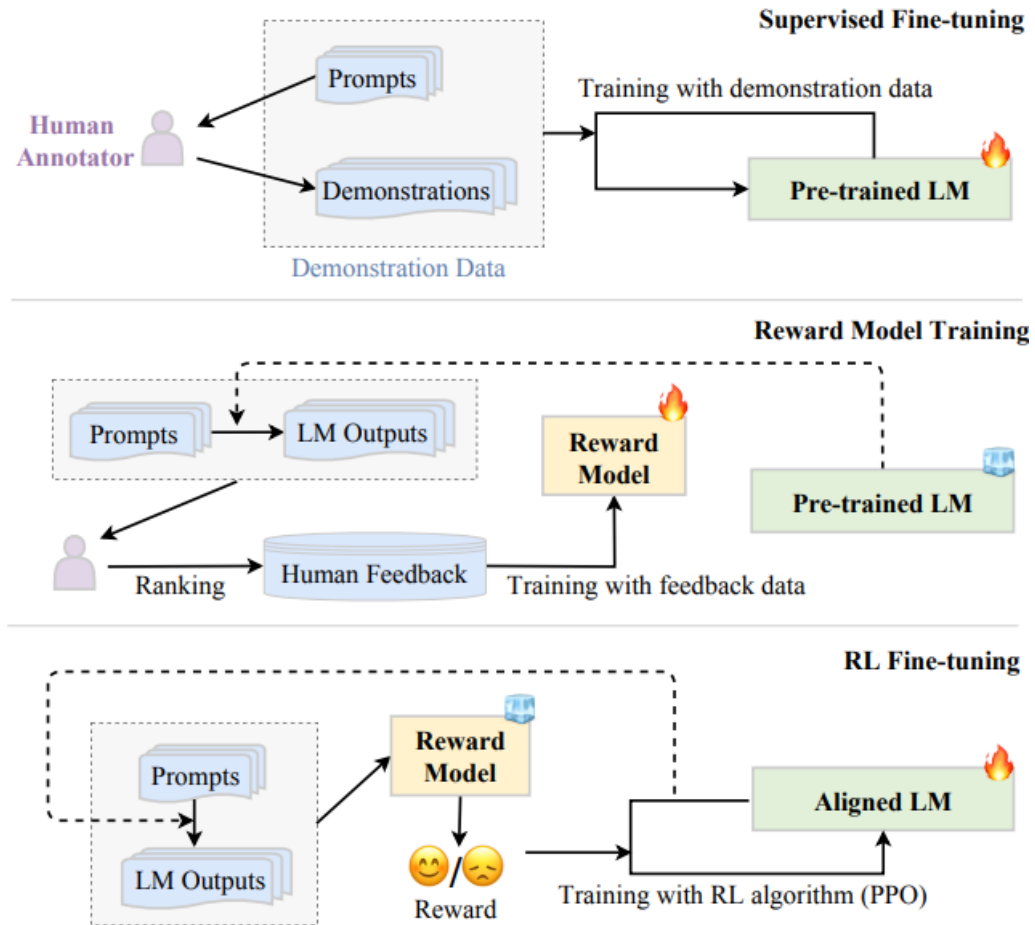 Supervised Fine-tuning
Prompts
Training with demonstration data
Human
Annotator
Demonstrations
Pre-trained LM
Demonstration Data
Reward Model Training
Prompts
LM Outputs
Reward
Model
Pre-trained LM
Ranking
Human Feedback
Training with feedback data
RL Fine-tuning
Prompts
Reward
Model
Aligned LM
LM Outputs
/
Reward
Training with RL algorithm (PPO)